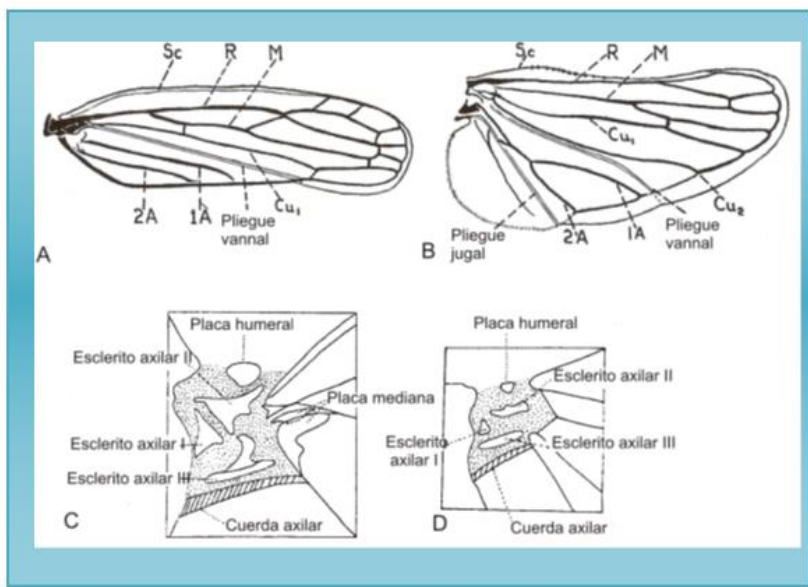 Sc R M
2A 1A Pliegue vannal Cu₁
A
Sc R M
Cu₁
Cu₂
Pliegue jugal 2A 1A Pliegue vannal
B
Placa humeral
Esclerito axilar II
Placa mediana
Esclerito axilar I
Esclerito axilar III
C
Cuerda axilar
Placa humeral
Esclerito axilar II
Esclerito axilar I
Esclerito axilar III
D
Cuerda axilar